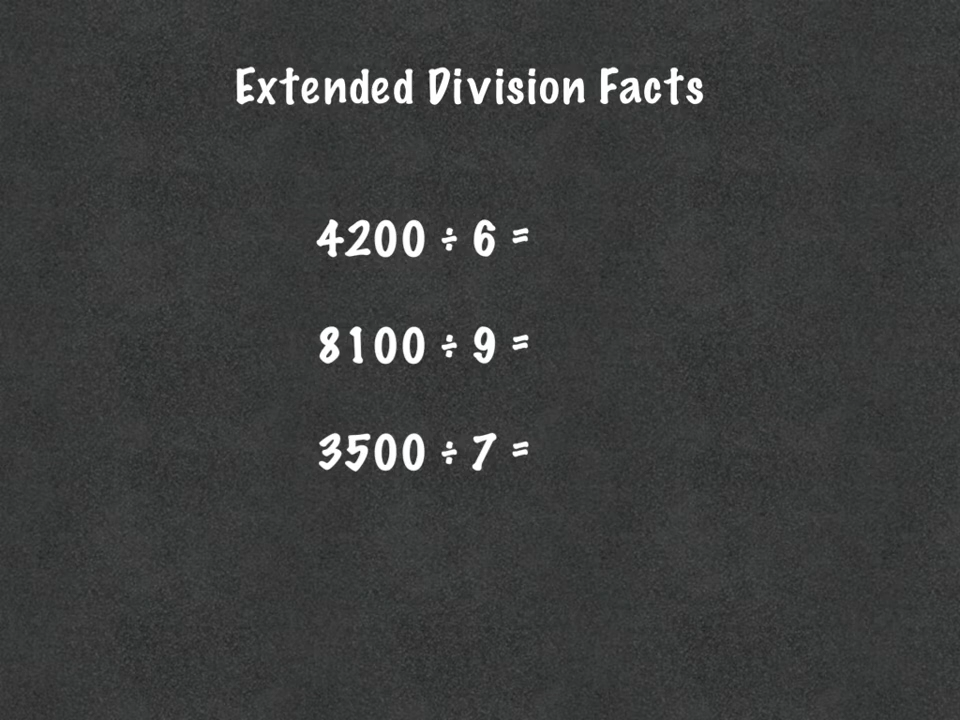 Extended Division Facts
4200 ÷ 6 =
8100 ÷ 9 =
3500 ÷ 7 =